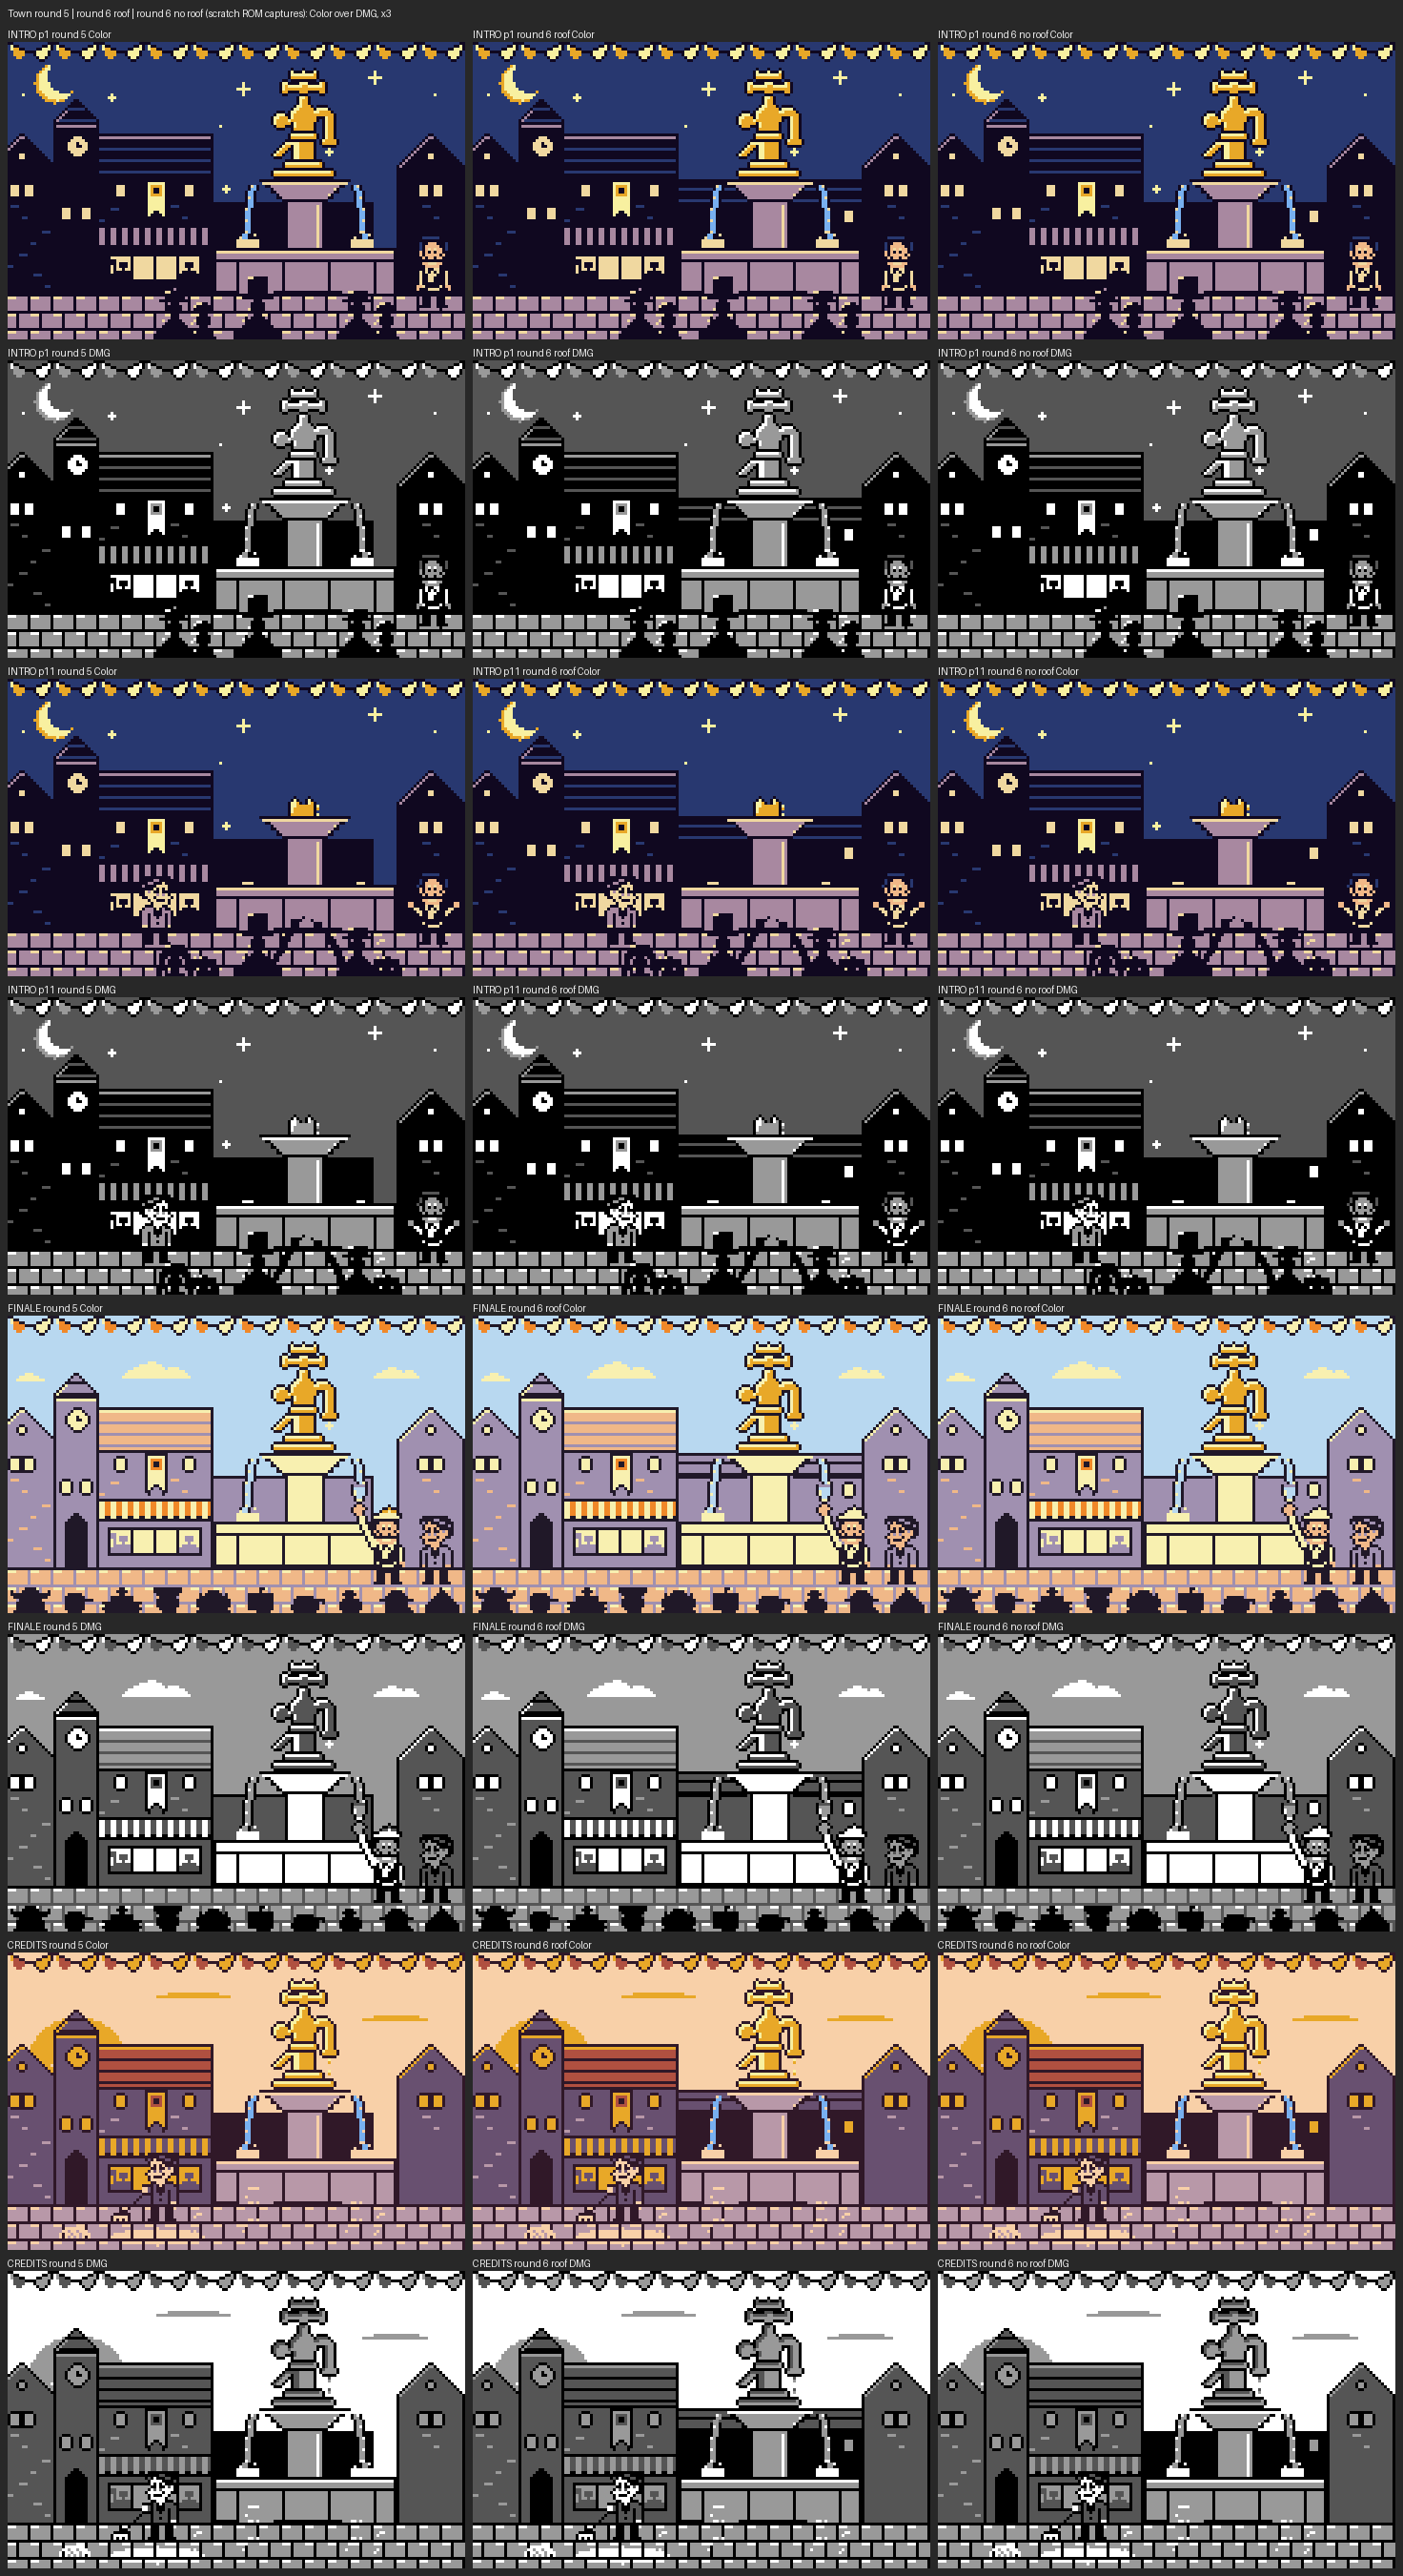 Town round 5 | round 6 roof | round 6 no roof (scratch ROM captures): Color over DMG, x3
INTRO p1 round 5 Color
INTRO p1 round 6 roof Color
INTRO p1 round 6 no roof Color
INTRO p1 round 5 DMG
INTRO p1 round 6 roof DMG
INTRO p1 round 6 no roof DMG
INTRO p11 round 5 Color
INTRO p11 round 6 roof Color
INTRO p11 round 6 no roof Color
INTRO p11 round 5 DMG
INTRO p11 round 6 roof DMG
INTRO p11 round 6 no roof DMG
FINALE round 5 Color
FINALE round 6 roof Color
FINALE round 6 no roof Color
FINALE round 5 DMG
FINALE round 6 roof DMG
FINALE round 6 no roof DMG
CREDITS round 5 Color
CREDITS round 6 roof Color
CREDITS round 6 no roof Color
CREDITS round 5 DMG
CREDITS round 6 roof DMG
CREDITS round 6 no roof DMG